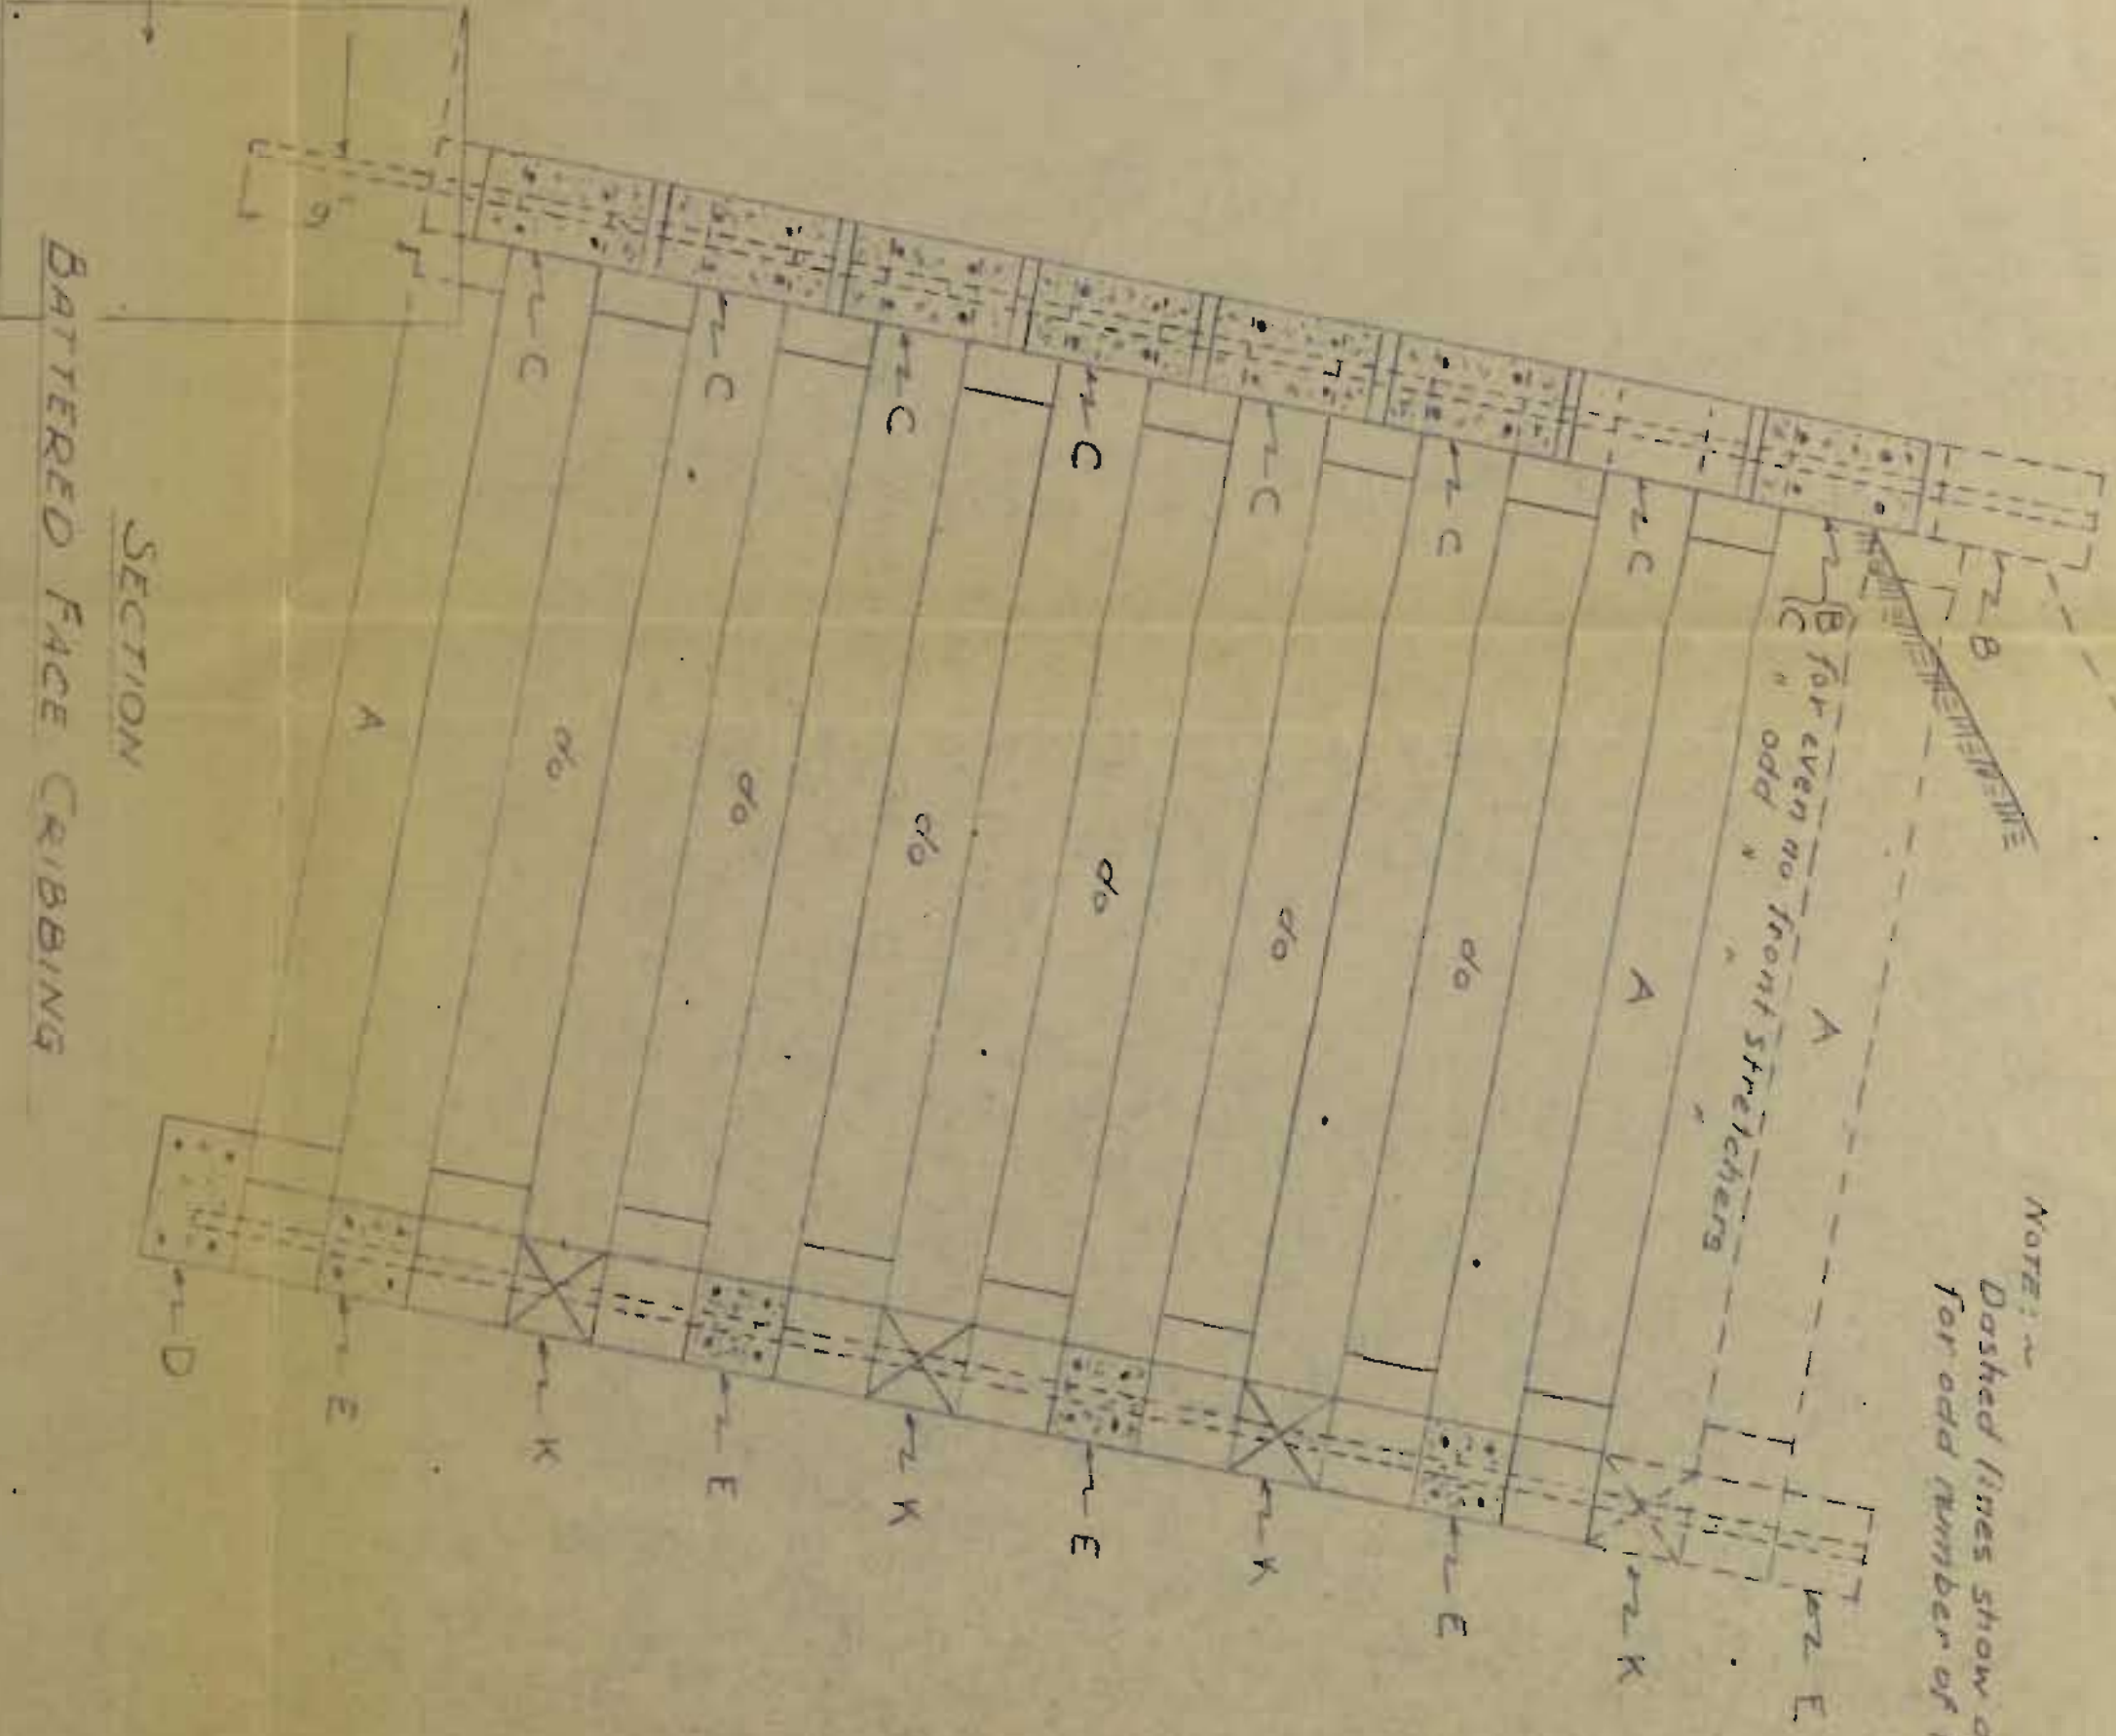 NOTE:~
Dashed lines show
for odd number of
B
B for even no front stretchers
C " odd " " "
A
A
do
do
do
do
do
do
A
C
C
C
C
C
C
C
E
K
E
K
E
K
E
K
E
D
9"
SECTION
BATTERED FACE CRIBBING